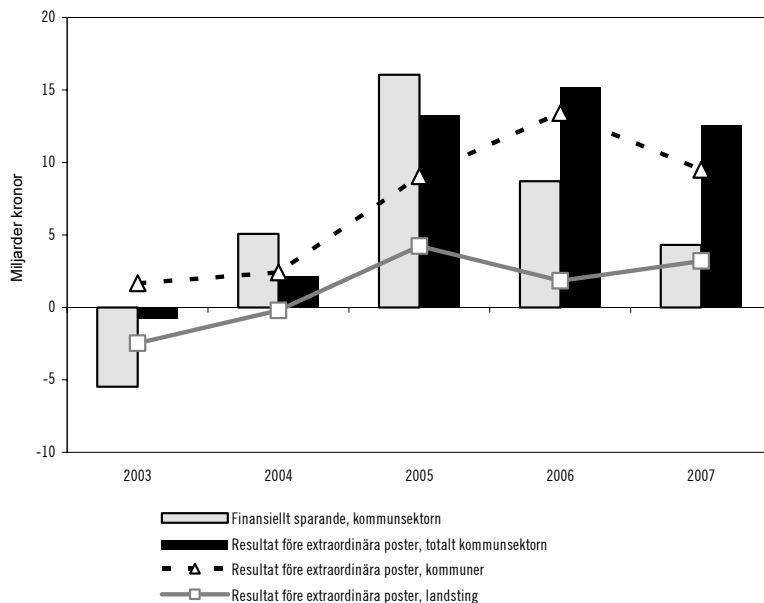 Miljarder kronor
20
15
10
5
0
-5
-10
2003 2004 2005 2006 2007
Finansiellt sparande, kommunsektorn
Resultat före extraordinära poster, totalt kommunsektorn
Resultat före extraordinära poster, kommuner
Resultat före extraordinära poster, landsting